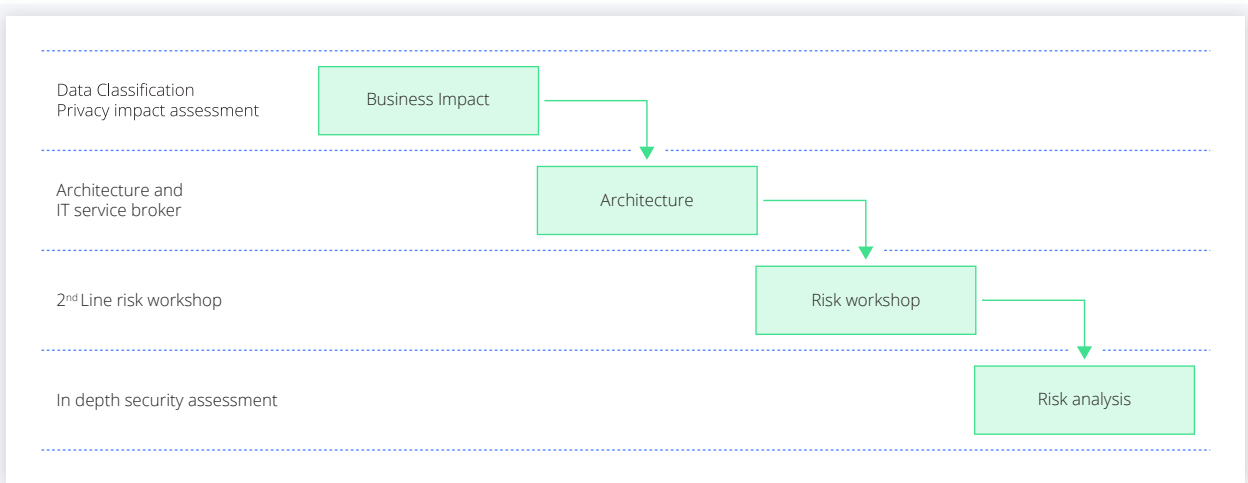 Data Classification
Privacy impact assessment
Business Impact
Architecture and
IT service broker
Architecture
2nd Line risk workshop
Risk workshop
In depth security assessment
Risk analysis